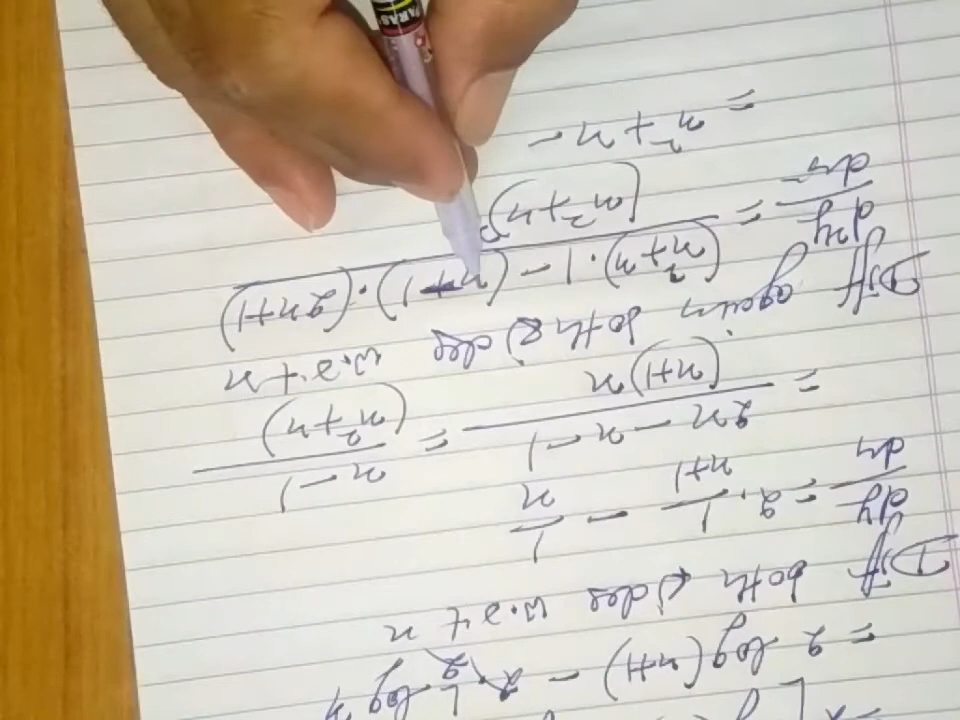 = 2 log(x+1) - 2·1/2 log x
Diff both sides w.r.t x
dy/dx = 2·1/x+1 - 1/x
= 2x-x-1/(x+1)x = x-1/(x²+x)
Diff again both sides w.r.t x
d²y/dx² = (x²+x)·1-(x-1)·(2x+1)/(x²+x)²
= x²+x-
PARAS